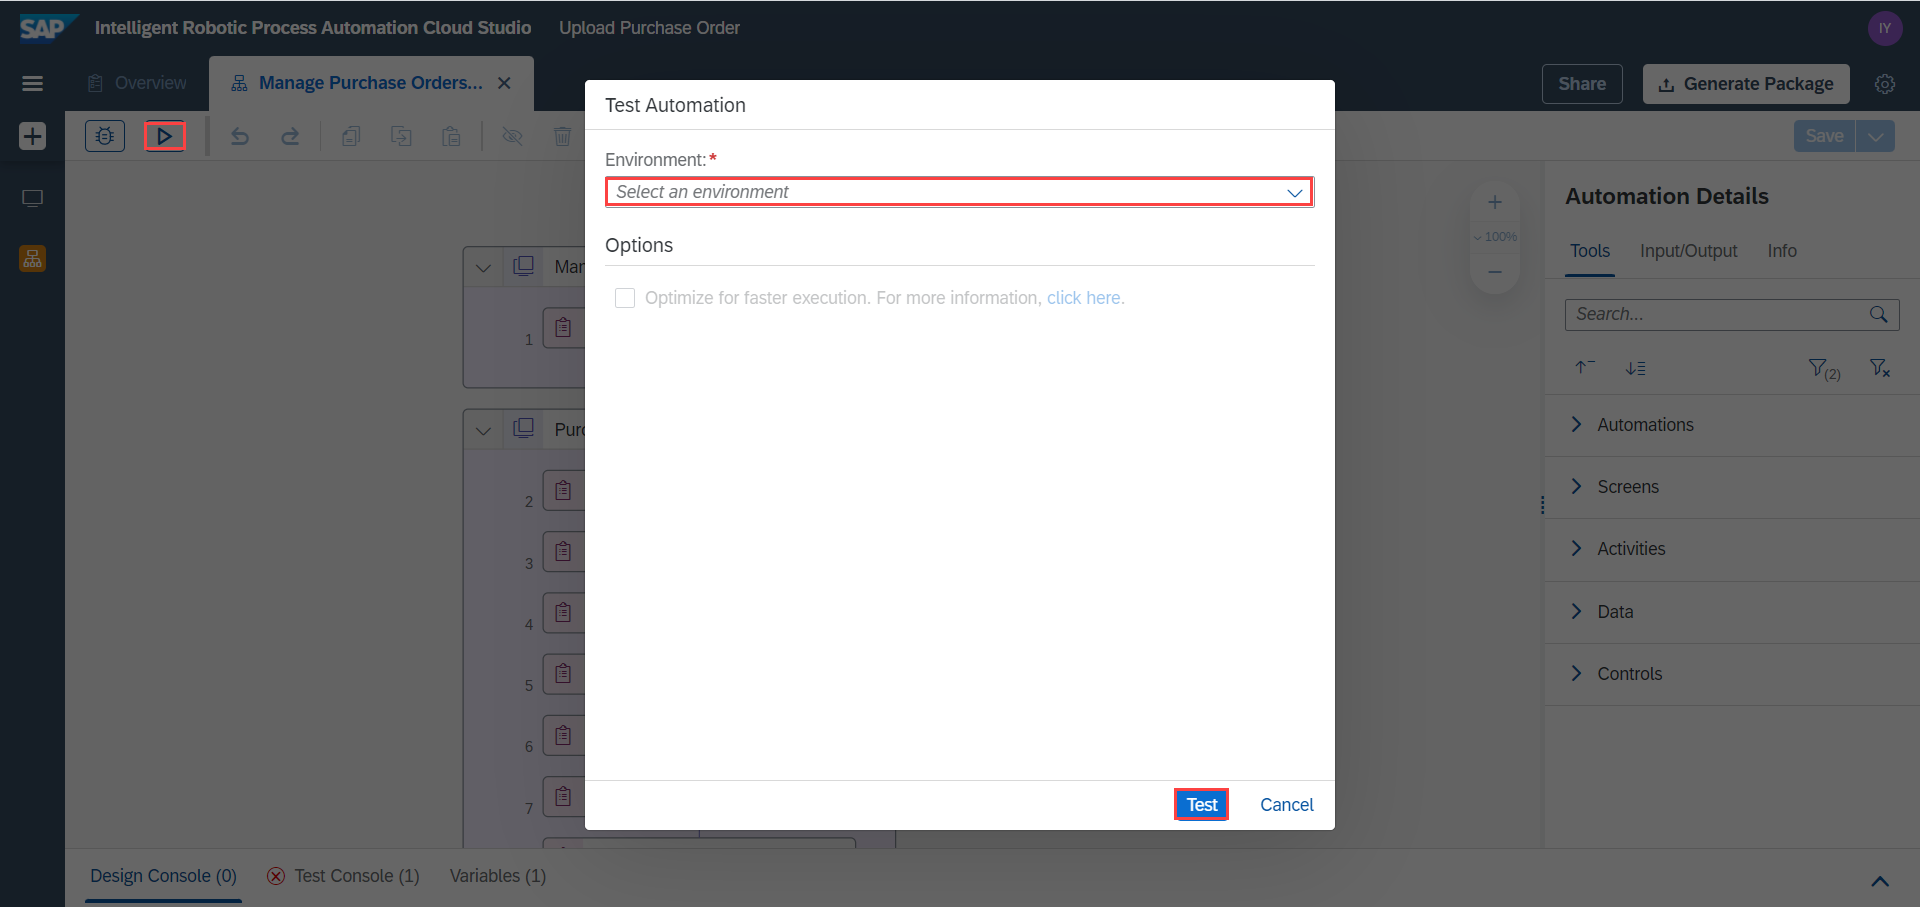 SAP Intelligent Robotic Process Automation Cloud Studio Upload Purchase Order IY
Overview Manage Purchase Orders... Share Generate Package
Save
Test Automation
Environment:*
Select an environment
Options
Optimize for faster execution. For more information, click here.
Test Cancel
100%
Man
1
Purc
2
3
4
5
6
7
Automation Details
Tools Input/Output Info
Search...
(2)
Automations
Screens
Activities
Data
Controls
Design Console (0) Test Console (1) Variables (1)